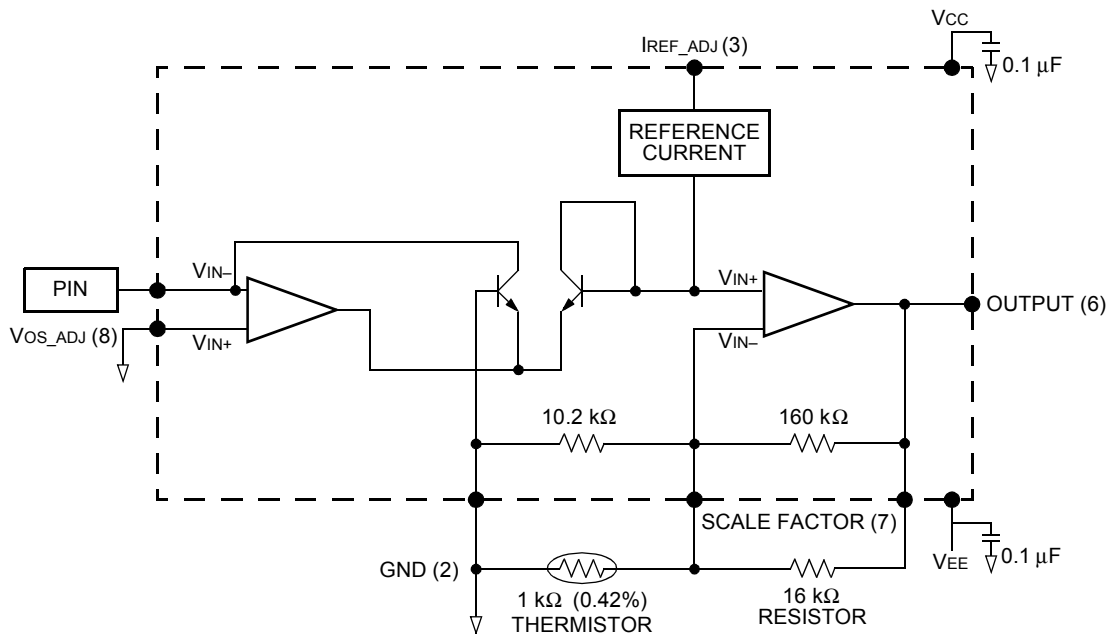 VCC
IREF_ADJ (3)
0.1 µF
REFERENCE
CURRENT
PIN
VIN–
VIN+
VOS_ADJ (8)
VIN+
VIN–
OUTPUT (6)
10.2 kΩ
160 kΩ
SCALE FACTOR (7)
GND (2)
VEE
0.1 µF
1 kΩ (0.42%)
THERMISTOR
16 kΩ
RESISTOR